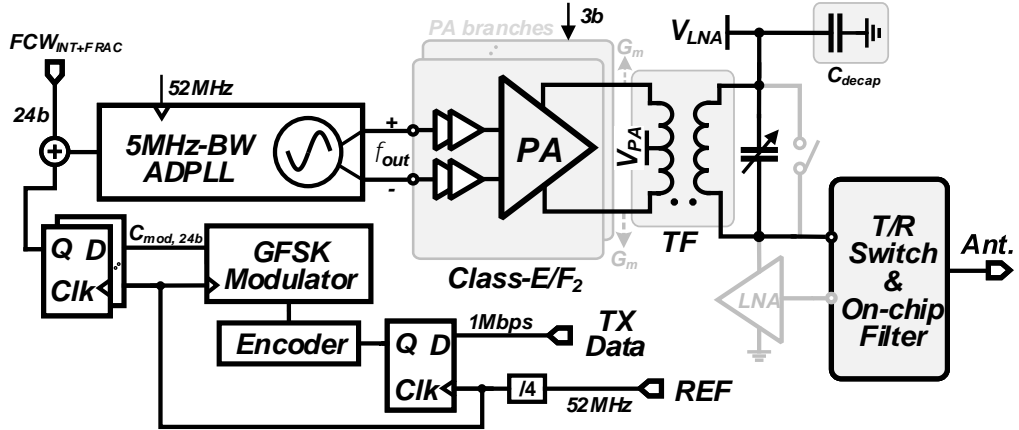 FCW_INT+FRAC
24b
52MHz
+
5MHz-BW
ADPLL
+
f_out
-
PA branches
3b
G_m
PA
V_PA
G_m
Class-E/F_2
TF
V_LNA
C_decap
LNA
T/R
Switch
&
On-chip
Filter
Ant.
Q D
Clk
C_mod, 24b
GFSK
Modulator
Encoder
Q D
Clk
1Mbps
TX
Data
/4
52MHz
REF